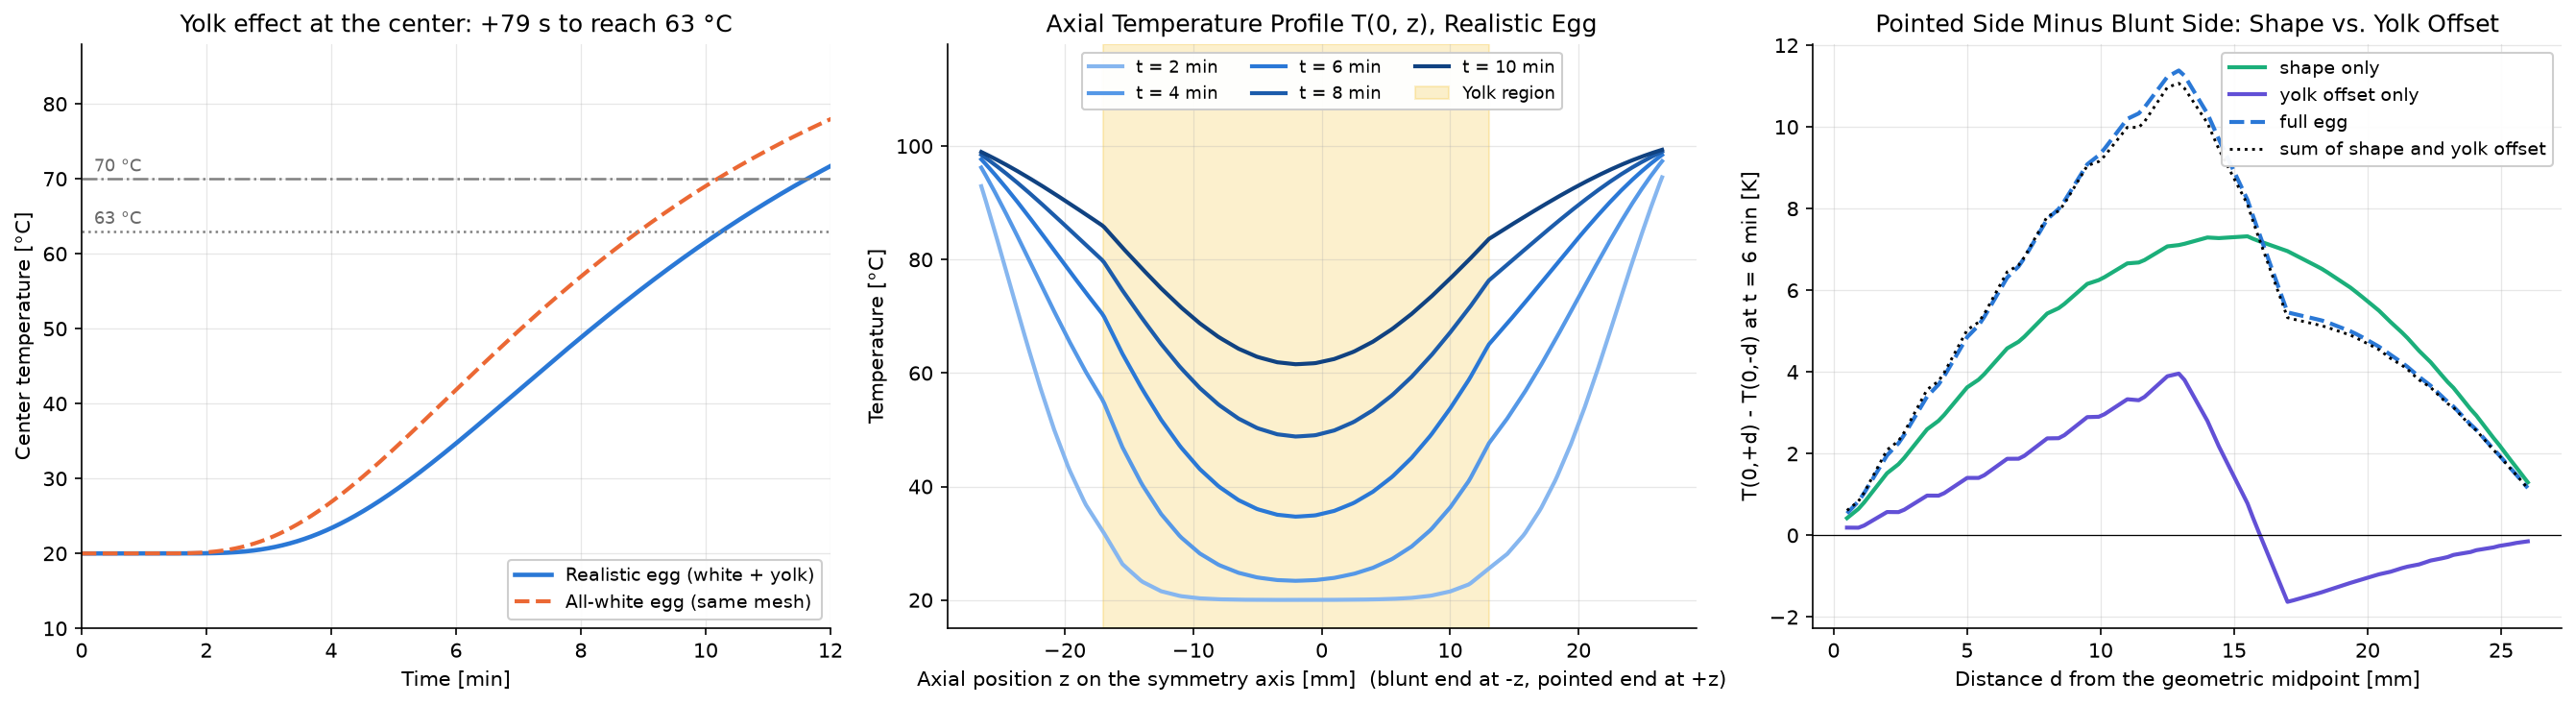 Yolk effect at the center: +79 s to reach 63 °C
Center temperature [°C]
80
70
60
50
40
30
20
10
70 °C
63 °C
Realistic egg (white + yolk)
All-white egg (same mesh)
0 2 4 6 8 10 12
Time [min]
Axial Temperature Profile T(0, z), Realistic Egg
t = 2 min t = 6 min t = 10 min
t = 4 min t = 8 min Yolk region
Temperature [°C]
100
80
60
40
20
−20 −10 0 10 20
Axial position z on the symmetry axis [mm] (blunt end at -z, pointed end at +z)
Pointed Side Minus Blunt Side: Shape vs. Yolk Offset
shape only
yolk offset only
full egg
sum of shape and yolk offset
T(0,+d) - T(0,-d) at t = 6 min [K]
12
10
8
6
4
2
0
−2
0 5 10 15 20 25
Distance d from the geometric midpoint [mm]